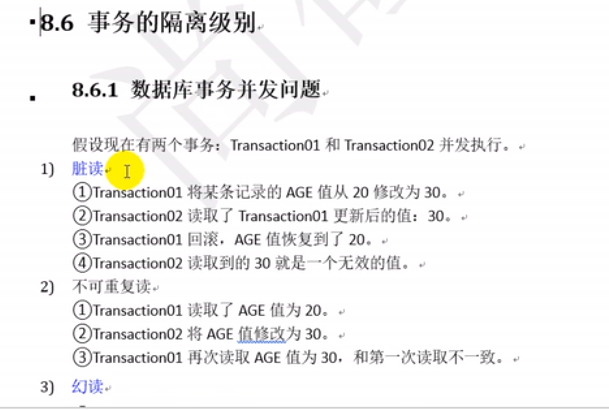 8.6 事务的隔离级别
8.6.1 数据库事务并发问题
假设现在有两个事务：Transaction01 和 Transaction02 并发执行。
1) 脏读
①Transaction01 将某条记录的 AGE 值从 20 修改为 30。
②Transaction02 读取了 Transaction01 更新后的值：30。
③Transaction01 回滚，AGE 值恢复到了 20。
④Transaction02 读取到的 30 就是一个无效的值。
2) 不可重复读
①Transaction01 读取了 AGE 值为 20。
②Transaction02 将 AGE 值修改为 30。
③Transaction01 再次读取 AGE 值为 30，和第一次读取不一致。
3) 幻读